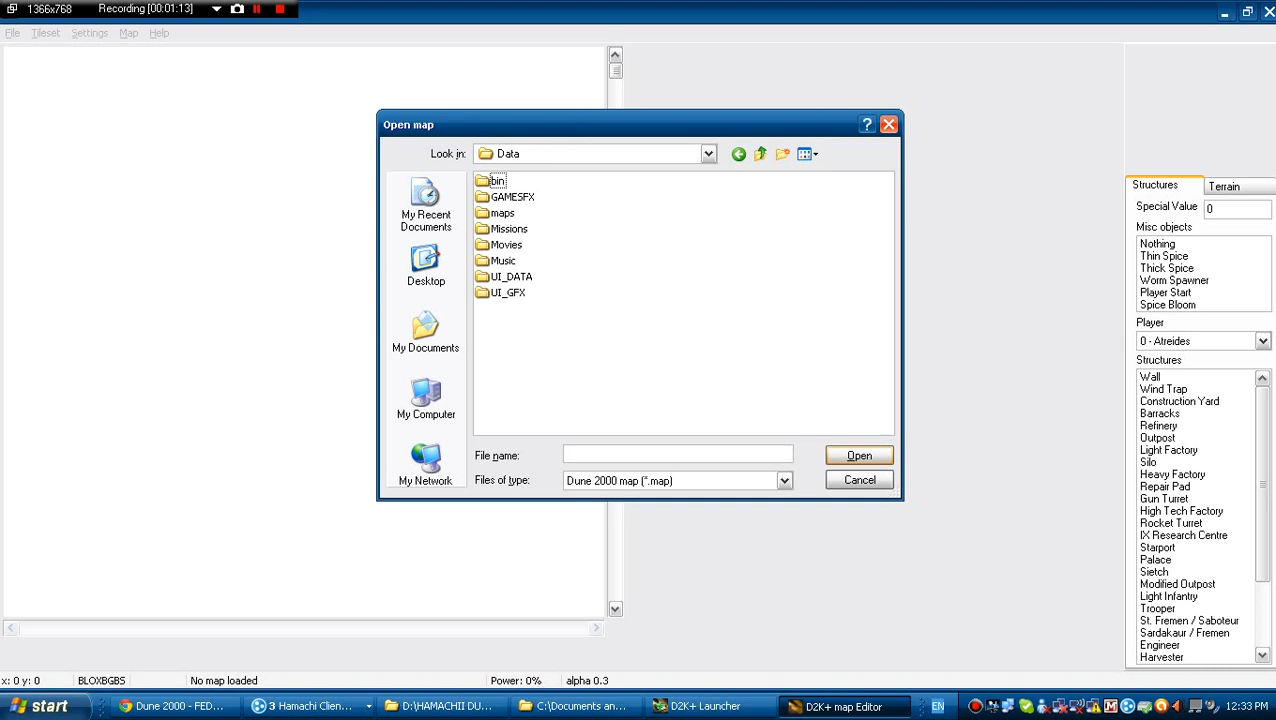 1366x768 Recording [00:01:13]
File Tileset Settings Map Help
Open map
Look in: Data
My Recent Documents
Desktop
My Documents
My Computer
My Network
bin
GAMESFX
maps
Missions
Movies
Music
UI_DATA
UI_GFX
File name:
Open
Files of type: Dune 2000 map (*.map)
Cancel
Structures Terrain
Special Value 0
Misc objects
Nothing
Thin Spice
Thick Spice
Worm Spawner
Player Start
Spice Bloom
Player
0 - Atreides
Structures
Wall
Wind Trap
Construction Yard
Barracks
Refinery
Outpost
Light Factory
Silo
Heavy Factory
Repair Pad
Gun Turret
High Tech Factory
Rocket Turret
IX Research Centre
Starport
Palace
Sietch
Modified Outpost
Light Infantry
Trooper
St. Fremen / Saboteur
Sardakaur / Fremen
Engineer
Harvester
x: 0 y: 0 BLOXBGBS No map loaded Power: 0% alpha 0.3
start Dune 2000 - FED... 3 Hamachi Clien... D:\HAMACHII DU... C:\Documents an... D2K+ Launcher D2K+ map Editor EN 12:33 PM